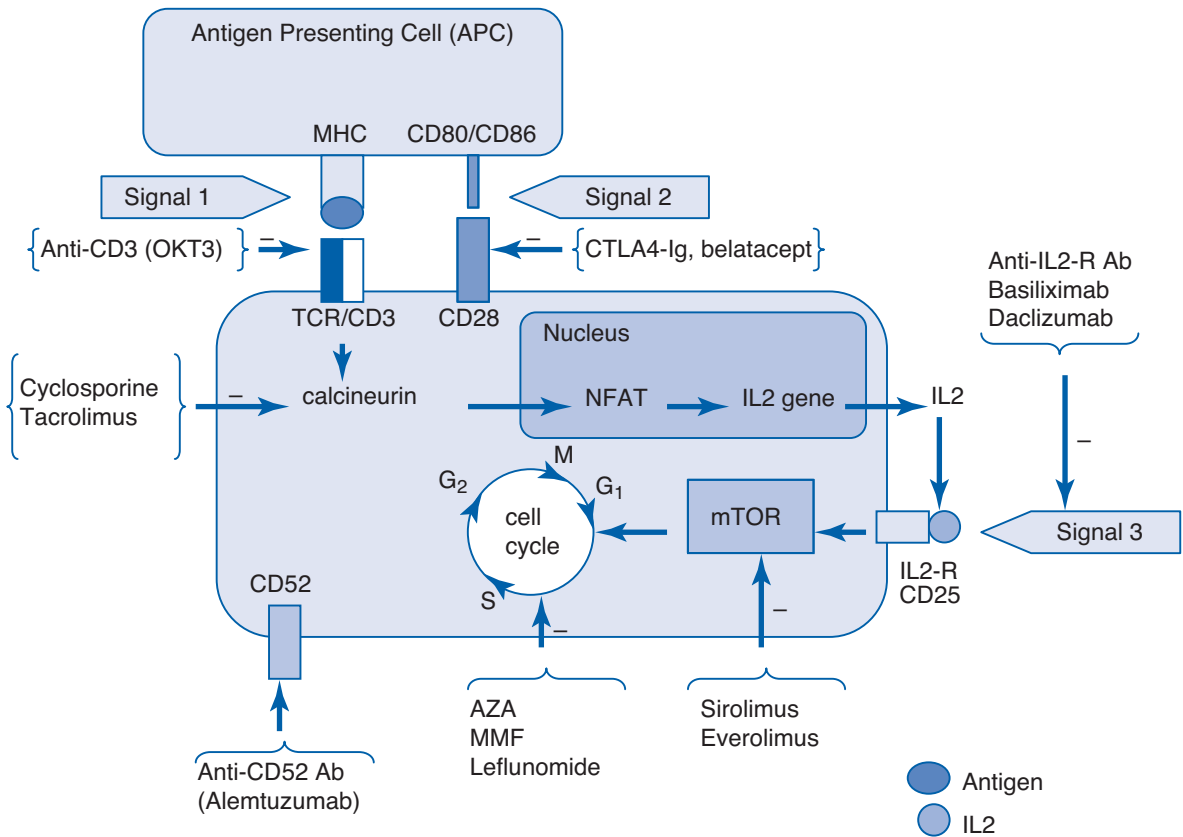 Antigen Presenting Cell (APC)
MHC
CD80/CD86
Signal 1
Signal 2
Anti-CD3 (OKT3)
–
–
CTLA4-Ig, belatacept
Anti-IL2-R Ab
Basiliximab
Daclizumab
TCR/CD3
CD28
Nucleus
Cyclosporine
Tacrolimus
–
calcineurin
NFAT
IL2 gene
IL2
–
M
G2
G1
cell
cycle
S
mTOR
Signal 3
IL2-R
CD25
CD52
–
–
AZA
MMF
Leflunomide
Sirolimus
Everolimus
Anti-CD52 Ab
(Alemtuzumab)
Antigen
IL2